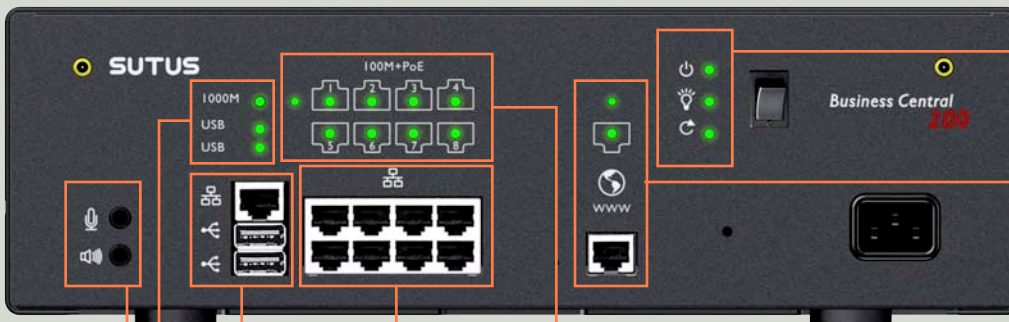 SUTUS
100M+PoE
1 2 3 4
1000M
USB
USB
5 6 7 8
Business Central
200
WWW